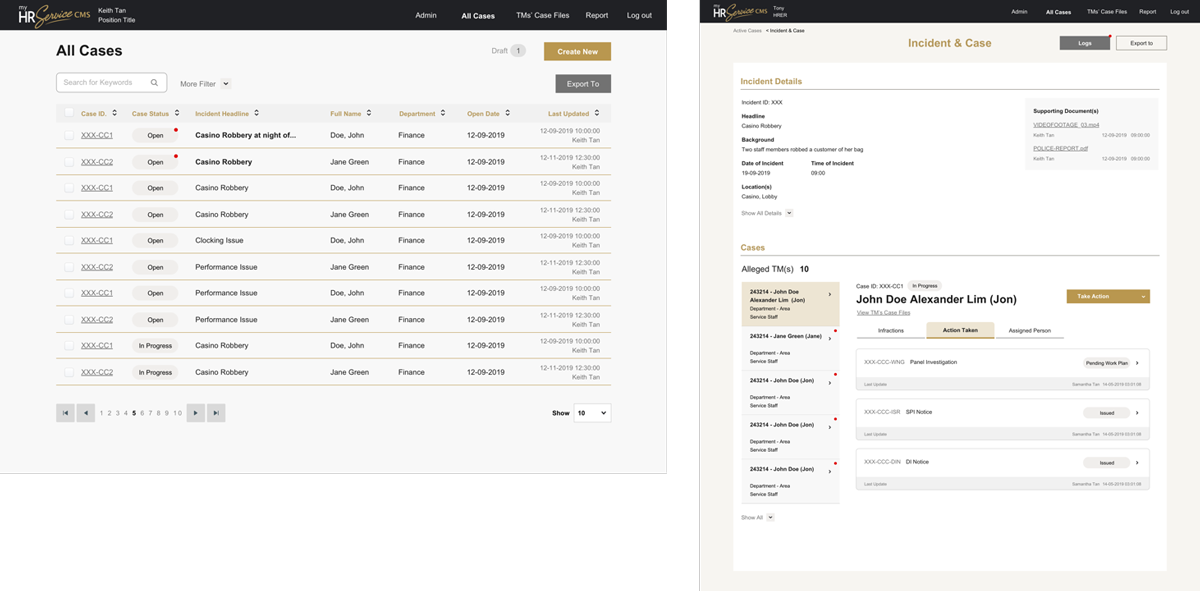 my
HR Service CMS
Keith Tan
Position Title
Admin All Cases TMs' Case Files Report Log out
All Cases
Draft 1 Create New
Search for Keywords More Filter Export To
Case ID. Case Status Incident Headline Full Name Department Open Date Last Updated
XXX-CC1 Open Casino Robbery at night of... Doe, John Finance 12-09-2019 12-09-2019 10:00:00
Keith Tan
XXX-CC2 Open Casino Robbery Jane Green Finance 12-09-2019 12-11-2019 12:30:00
Keith Tan
XXX-CC1 Open Casino Robbery Doe, John Finance 12-09-2019 12-09-2019 10:00:00
Keith Tan
XXX-CC2 Open Casino Robbery Jane Green Finance 12-09-2019 12-11-2019 12:30:00
Keith Tan
XXX-CC1 Open Clocking Issue Doe, John Finance 12-09-2019 12-09-2019 10:00:00
Keith Tan
XXX-CC2 Open Performance Issue Jane Green Finance 12-09-2019 12-11-2019 12:30:00
Keith Tan
XXX-CC1 Open Performance Issue Doe, John Finance 12-09-2019 12-09-2019 10:00:00
Keith Tan
XXX-CC2 Open Performance Issue Jane Green Finance 12-09-2019 12-11-2019 12:30:00
Keith Tan
XXX-CC1 In Progress Casino Robbery Doe, John Finance 12-09-2019 12-09-2019 10:00:00
Keith Tan
XXX-CC2 In Progress Casino Robbery Jane Green Finance 12-09-2019 12-11-2019 12:30:00
Keith Tan
1 2 3 4 5 6 7 8 9 10 Show 10
my
HR Service CMS
Tony
HRER
Admin All Cases TMs' Case Files Report Log out
Active Cases < Incident & Case
Incident & Case
Logs Export to
Incident Details
Incident ID: XXX
Headline
Casino Robbery
Background
Two staff members robbed a customer of her bag
Date of Incident Time of Incident
19-09-2019 09:00
Location(s)
Casino, Lobby
Show All Details
Supporting Document(s)
VIDEOFOOTAGE_03.mp4
Keith Tan 12-09-2019 09:00:00
POLICE-REPORT.pdf
Keith Tan 12-09-2019 09:00:00
Cases
Alleged TM(s) 10
243214 - John Doe
Alexander Lim (Jon)
Department - Area
Service Staff
243214 - Jane Green (Jane)
Department - Area
Service Staff
243214 - John Doe (Jon)
Department - Area
Service Staff
243214 - John Doe (Jon)
Department - Area
Service Staff
243214 - John Doe (Jon)
Department - Area
Service Staff
Show All
Case ID: XXX-CC1 In Progress
John Doe Alexander Lim (Jon)
Take Action
View TM's Case Files
Infractions Action Taken Assigned Person
XXX-CCC-WNG Panel Investigation Pending Work Plan
Last Update Samantha Tan 14-05-2019 03:01:08
XXX-CCC-ISR SPI Notice Issued
Last Update Samantha Tan 14-05-2019 03:01:08
XXX-CCC-DIN DI Notice Issued
Last Update Samantha Tan 14-05-2019 03:01:08